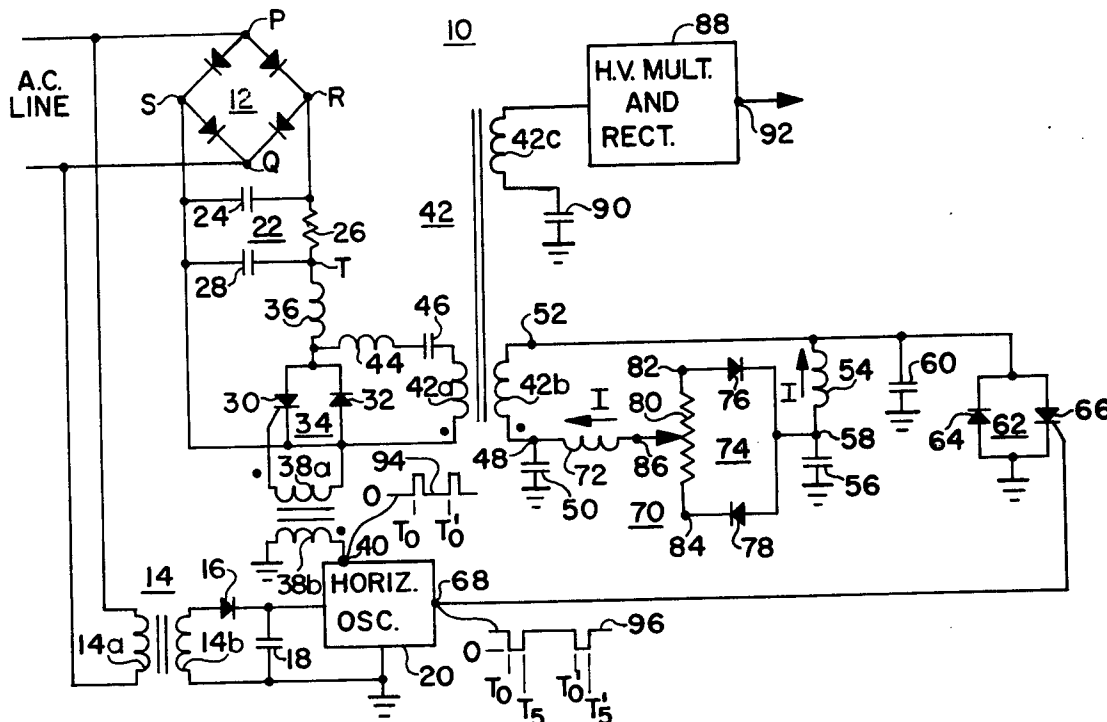 P
10
88
A.C.
LINE
S
12
R
H.V. MULT.
AND
RECT.
92
42c
Q
24
22
26
42
90
28
T
36
46
52
44
82
54
60
30
32
42a
42b
I
80
76
I
34
74
58
64
62
66
38a
94
48
72
86
56
0
50
70
T0
T0'
84
78
38b
40
14
16
HORIZ.
OSC.
68
96
14a
14b
18
20
0
T0
T5
T0'
T5'